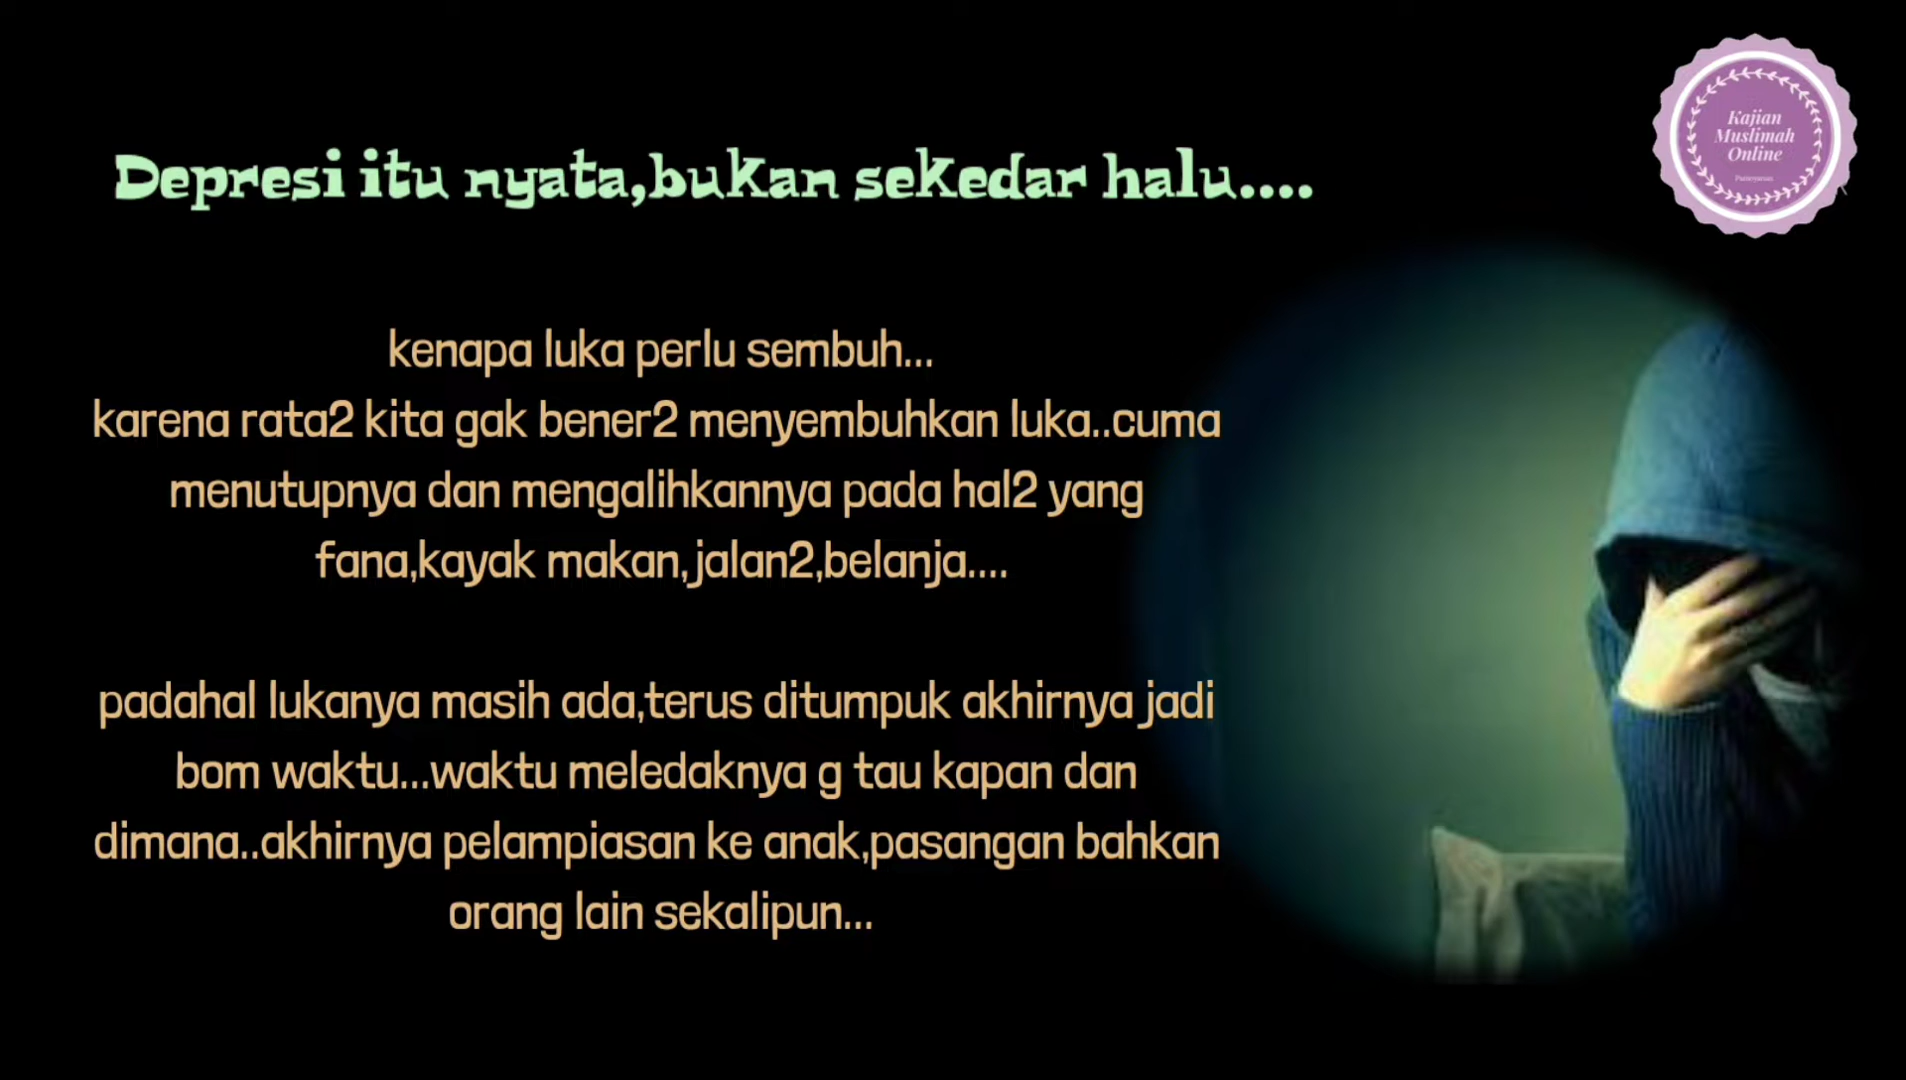 Depresi itu nyata,bukan sekedar halu....
kenapa luka perlu sembuh...
karena rata2 kita gak bener2 menyembuhkan luka..cuma
menutupnya dan mengalihkannya pada hal2 yang
fana,kayak makan,jalan2,belanja....
padahal lukanya masih ada,terus ditumpuk akhirnya jadi
bom waktu...waktu meledaknya g tau kapan dan
dimana..akhirnya pelampiasan ke anak,pasangan bahkan
orang lain sekalipun...
Kajian
Muslimah
Online